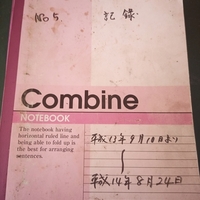 No 5 記録
Combine
NOTEBOOK
The notebook having
horizontal ruled line and
being able to fold up is
the best for arranging
sentences.
平成13年9月10日より
平成14年8月24日